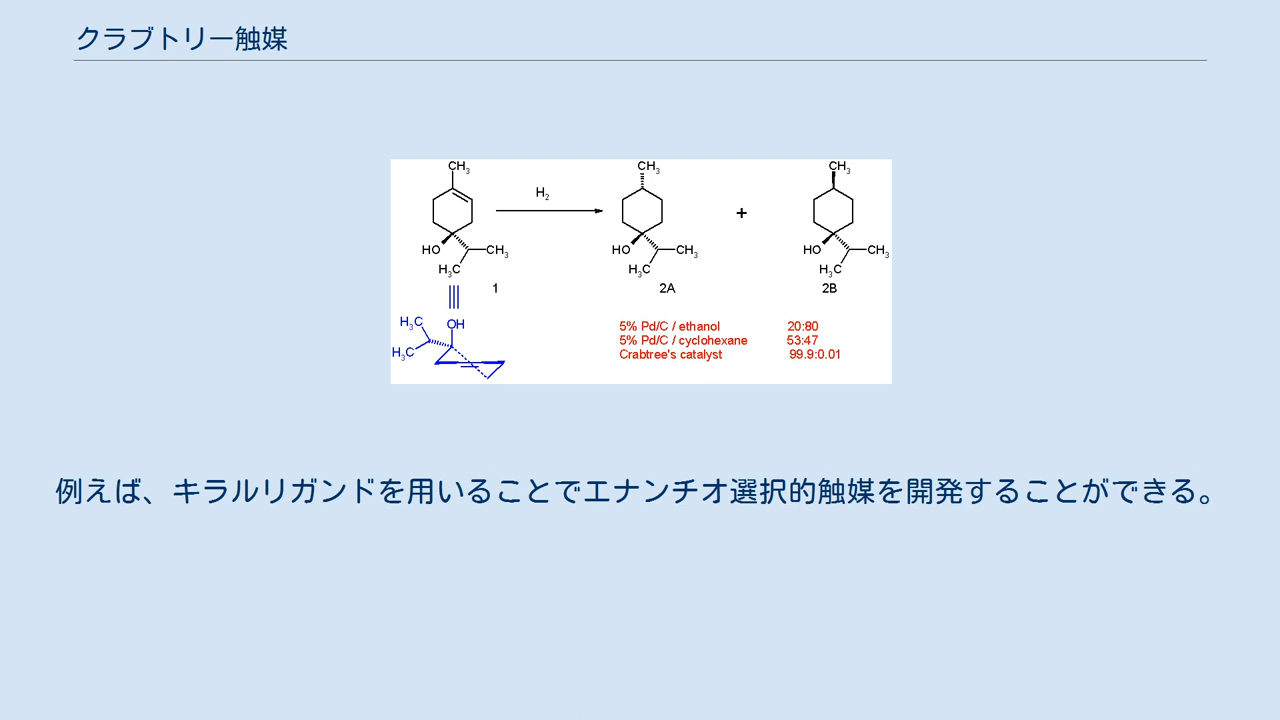 クラブトリー触媒
CH3 CH3 CH3
H2
+
HO CH3 HO CH3 HO CH3
H3C H3C H3C
1 2A 2B
H3C OH
H3C
5% Pd/C / ethanol 20:80
5% Pd/C / cyclohexane 53:47
Crabtree's catalyst 99.9:0.01
例えば、キラルリガンドを用いることでエナンチオ選択的触媒を開発することができる。